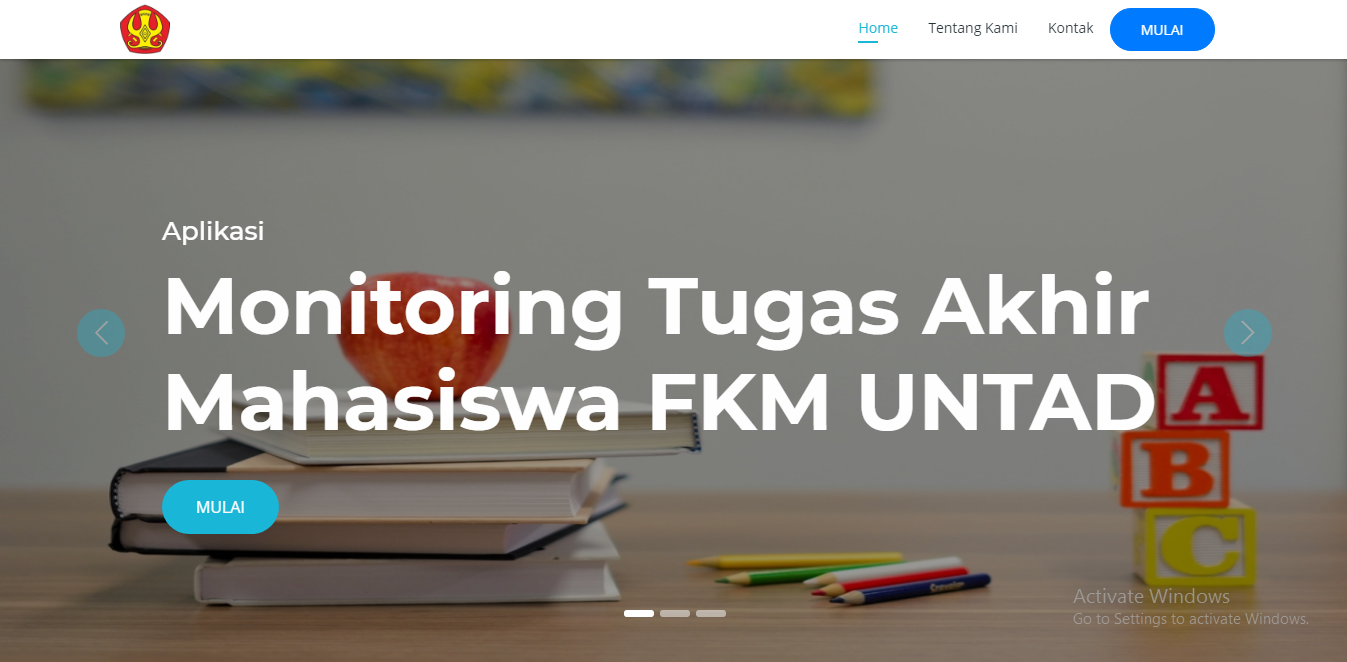 Home Tentang Kami Kontak MULAI
Aplikasi
Monitoring Tugas Akhir
Mahasiswa FKM UNTAD
MULAI
A
B
C
Crayola
Activate Windows
Go to Settings to activate Windows.